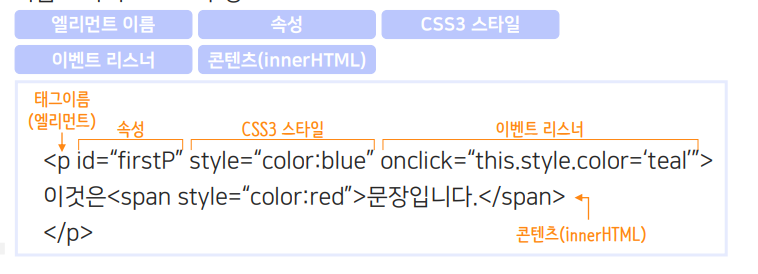 엘리먼트 이름 속성 CSS3 스타일
이벤트 리스너 콘텐츠(innerHTML)
태그이름
(엘리먼트) 속성 CSS3 스타일 이벤트 리스너
<p id=“firstP” style=“color:blue” onclick=“this.style.color=‘teal’”>
이것은<span style=“color:red”>문장입니다.</span>
</p> 콘텐츠(innerHTML)